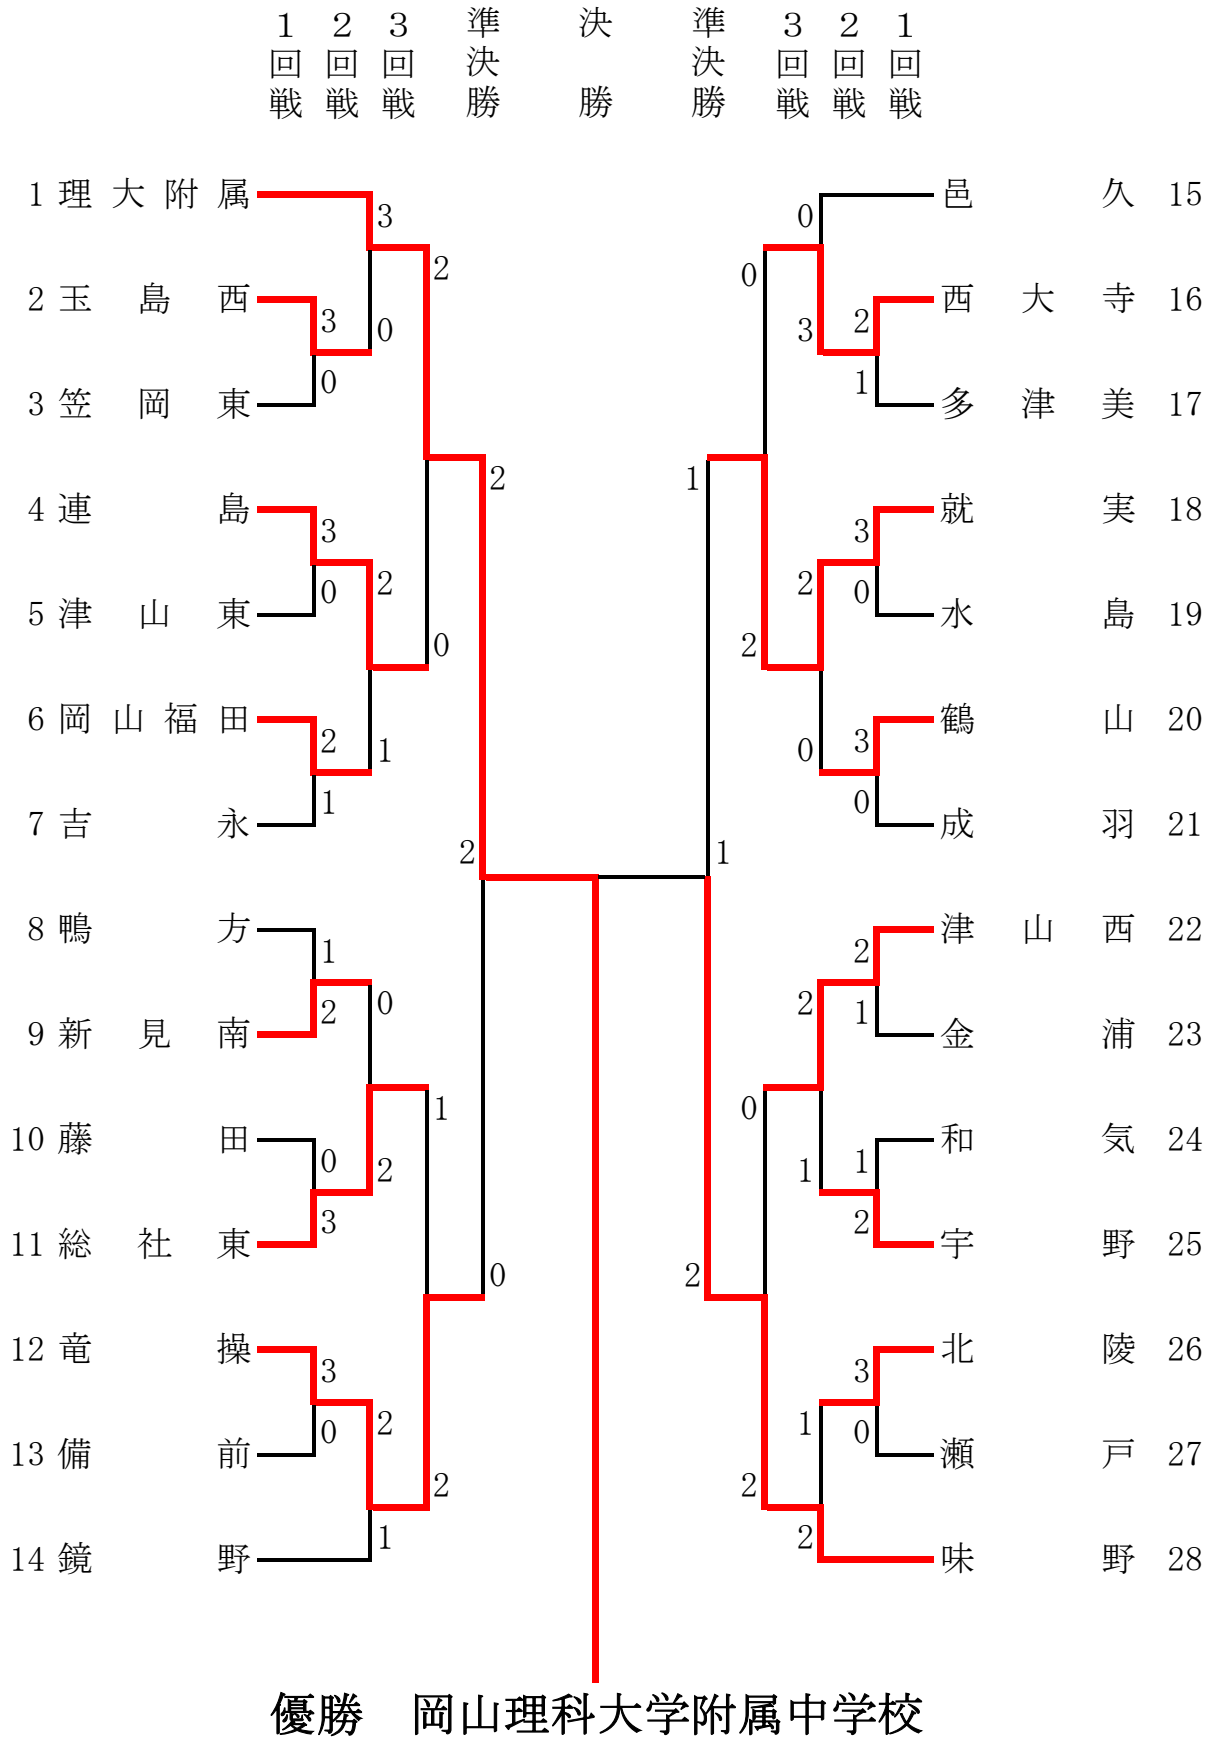 1回戦 2回戦 3回戦 準決勝 決勝 準決勝 3回戦 2回戦 1回戦
1 理大附属 3 0 邑久 15
2 0
2 玉島西 3 0 3 2 西大寺 16
3 笠岡東 0 1 多津美 17
2 1
4 連島 3 3 就実 18
5 津山東 0 2 2 0 水島 19
0 2
6 岡山福田 2 1 0 3 鶴山 20
7 吉永 1 0 成羽 21
2 1
8 鴨方 1 2 津山西 22
9 新見南 2 0 2 1 金浦 23
1 0
10 藤田 0 2 1 1 和気 24
11 総社東 3 2 宇野 25
0 2
12 竜操 3 3 北陵 26
13 備前 0 2 1 0 瀬戸 27
2 2
14 鏡野 1 2 味野 28
優勝 岡山理科大学附属中学校